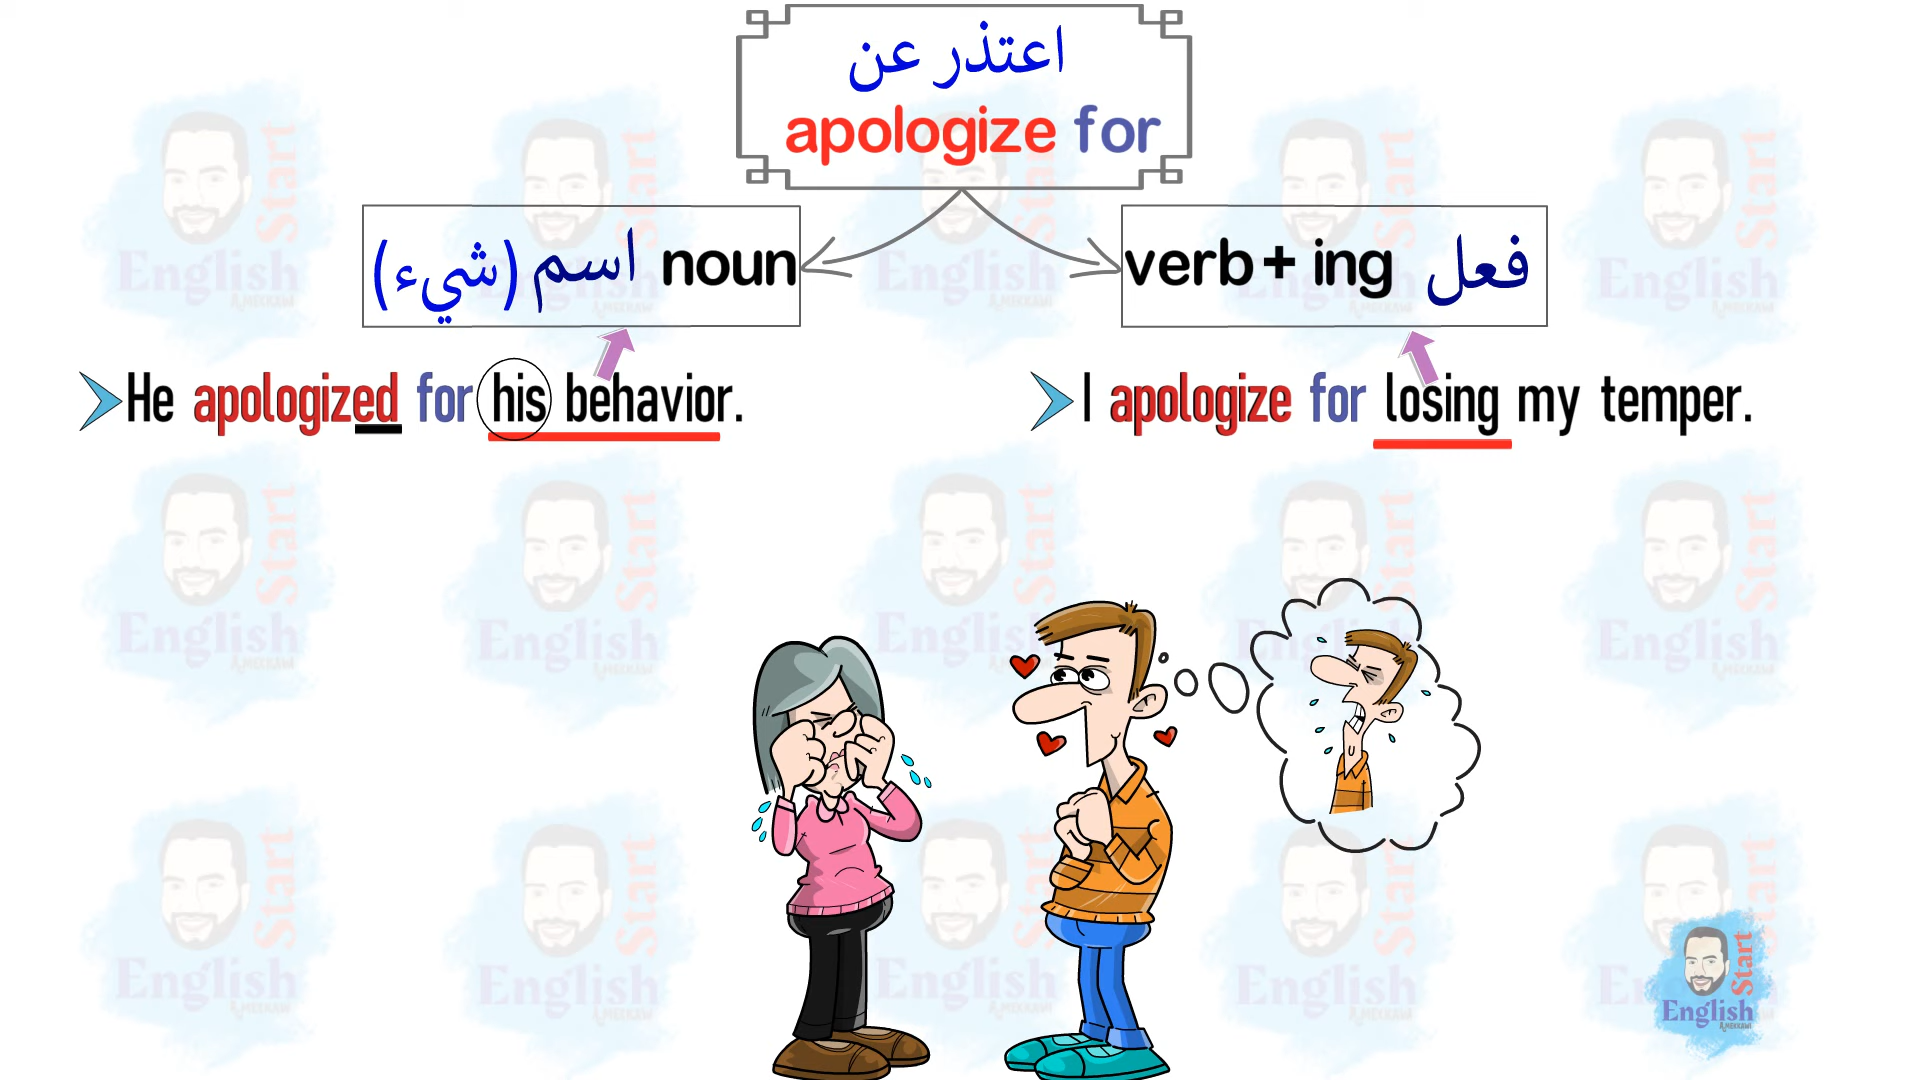 اعتذر عن
apologize for
noun اسم (شيء)
verb + ing فعل
He apologized for his behavior.
I apologize for losing my temper.
English Start
A.MEKKAWI